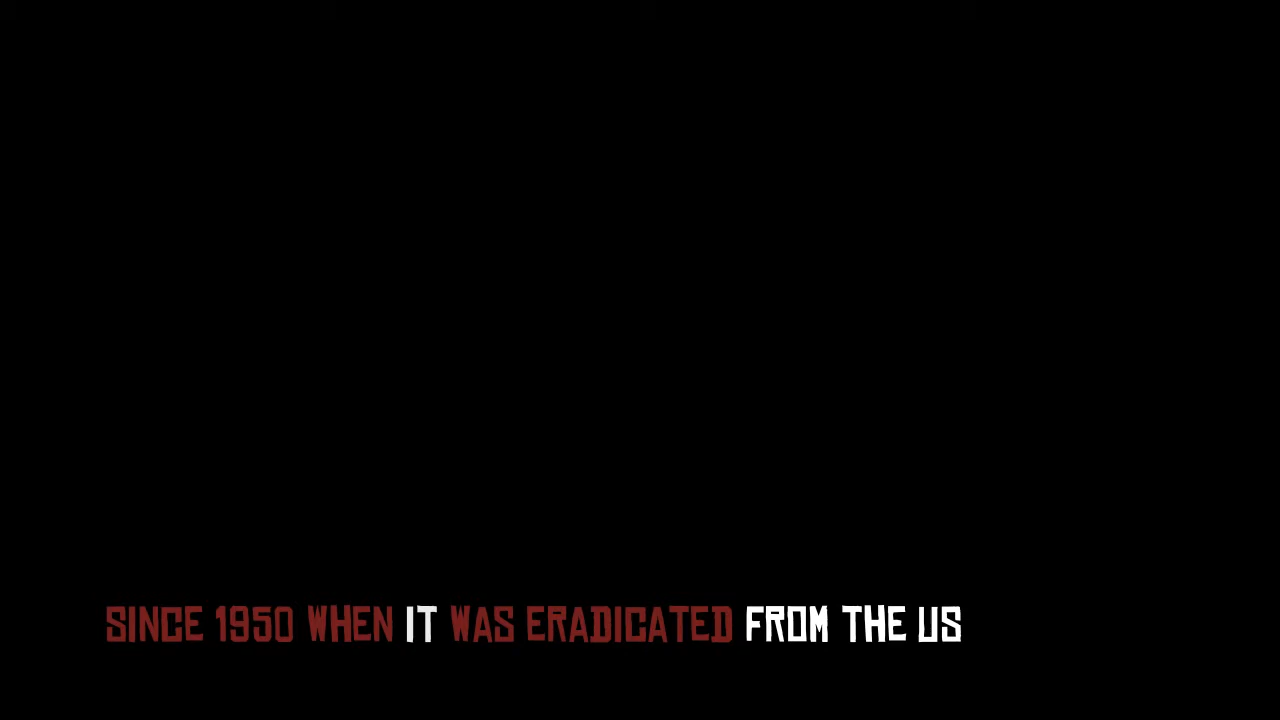 SINCE 1950 WHEN IT WAS ERADICATED FROM THE US